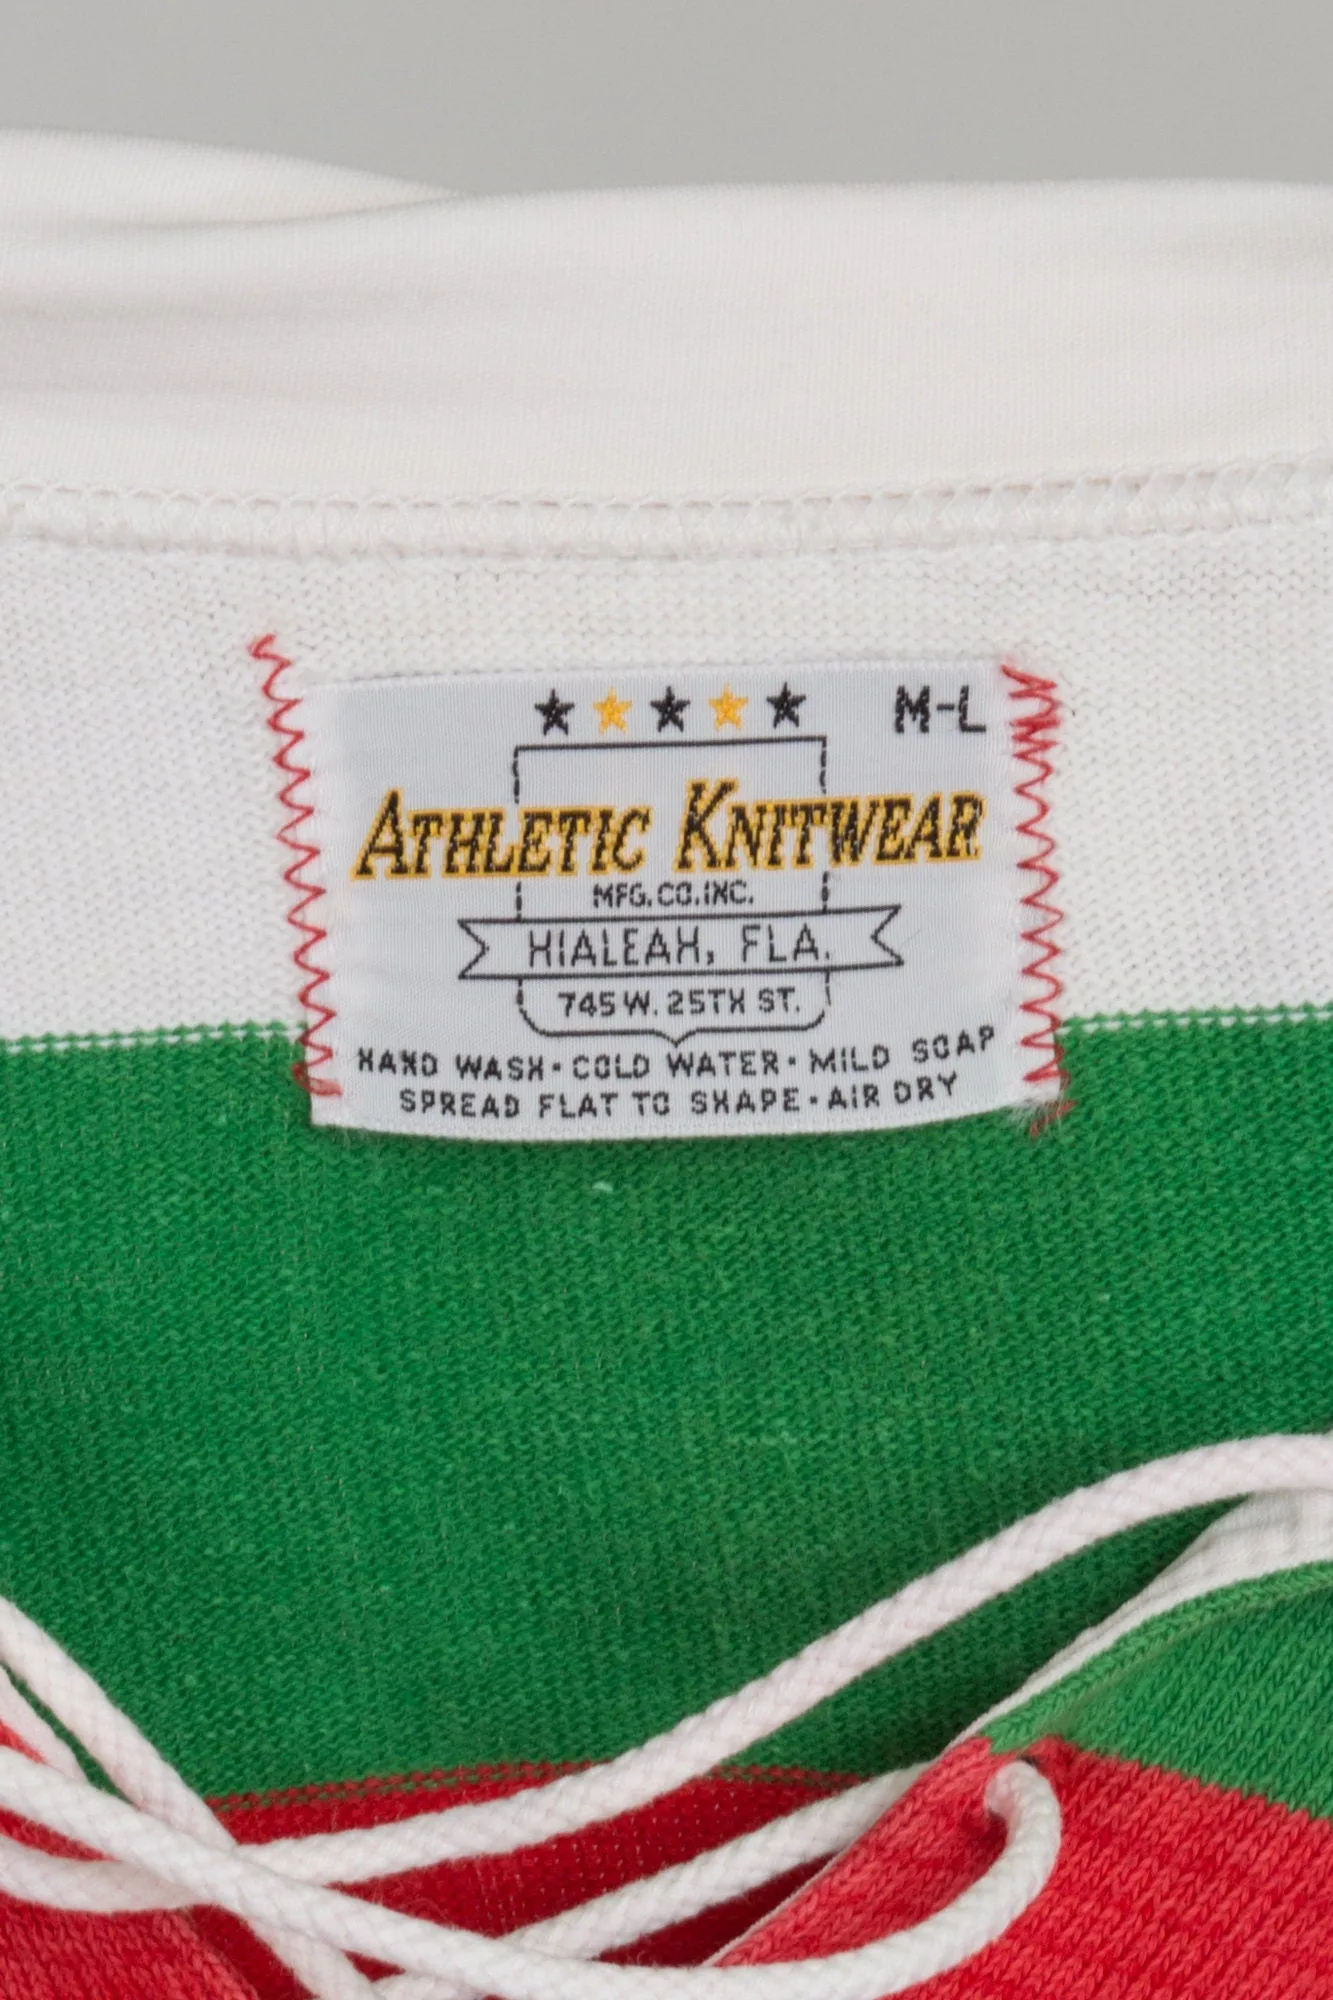 M-L
ATHLETIC KNITWEAR
MFG.CO.INC.
HIALEAH, FLA.
745 W. 25TH ST.
HAND WASH·COLD WATER·MILD SOAP
SPREAD FLAT TO SHAPE·AIR DRY